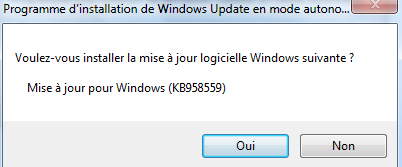 Programme d'installation de Windows Update en mode autono...
Voulez-vous installer la mise à jour logicielle Windows suivante ?
Mise à jour pour Windows (KB958559)
Oui
Non